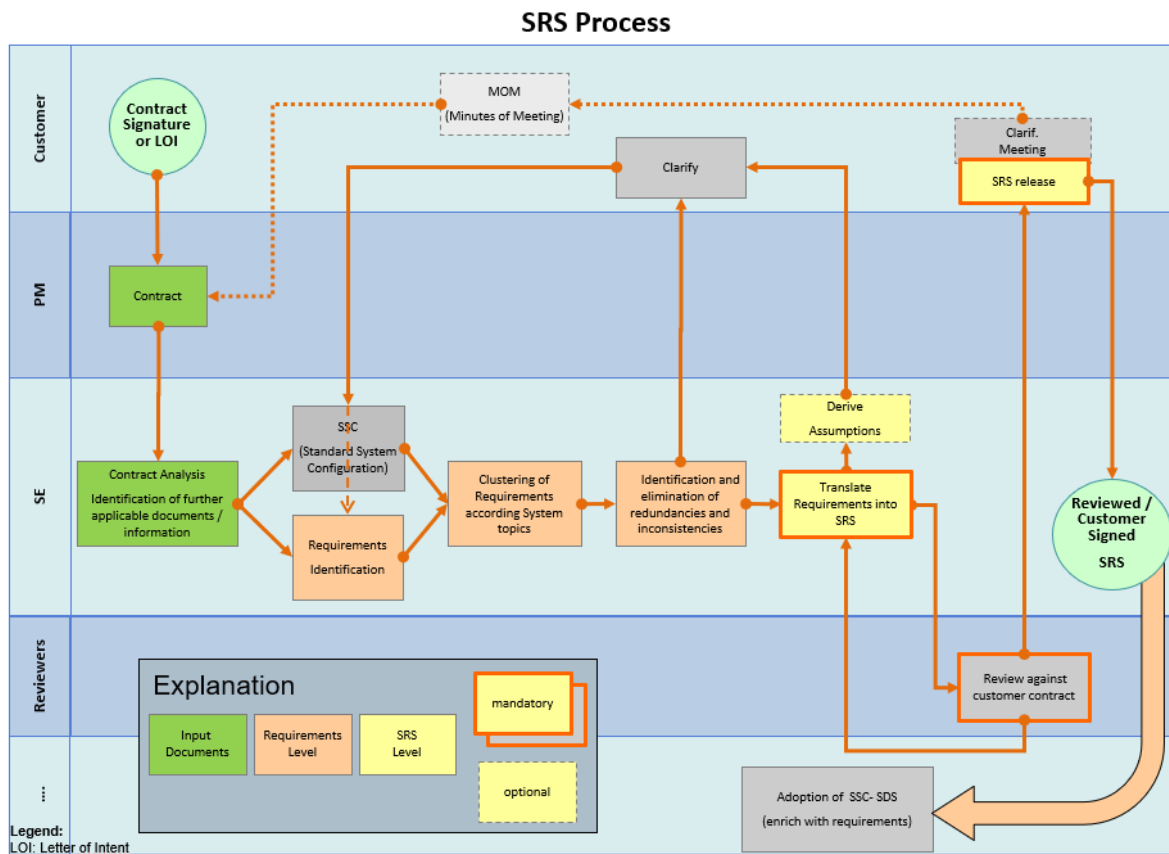 SRS Process
Customer
Contract
Signature
or LOI
MOM
(Minutes of Meeting)
Clarify
Clarif.
Meeting
SRS release
PM
Contract
SE
Contract Analysis
Identification of further
applicable documents /
information
SSC
(Standard System
Configuration)
Requirements
Identification
Clustering of
Requirements
according System
topics
Identification and
elimination of
redundancies and
inconsistencies
Derive
Assumptions
Translate
Requirements into
SRS
Reviewed /
Customer
Signed
SRS
Reviewers
Review against
customer contract
Explanation
Input
Documents
Requirements
Level
SRS
Level
mandatory
optional
....
Adoption of SSC- SDS
(enrich with requirements)
Legend:
LOI: Letter of Intent